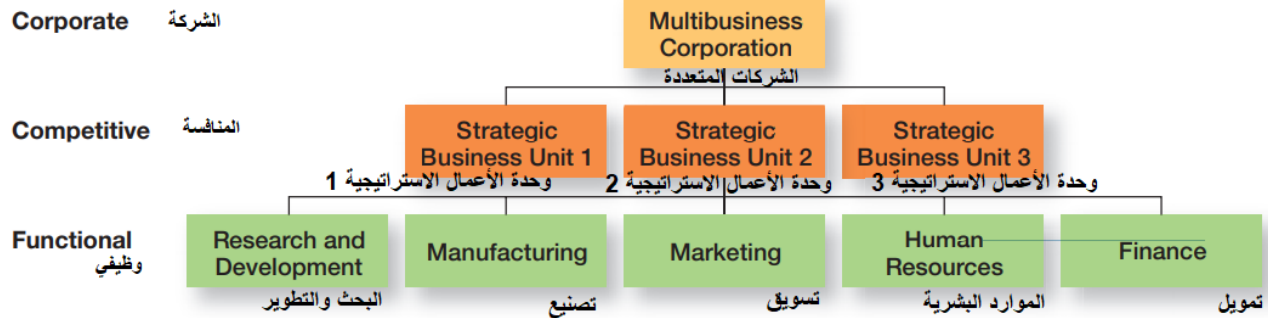 Corporate الشركة
Multibusiness
Corporation
الشركات المتعددة
Competitive المنافسة
Strategic
Business Unit 1
Strategic
Business Unit 2
Strategic
Business Unit 3
وحدة الأعمال الاستراتيجية 1
وحدة الأعمال الاستراتيجية 2
وحدة الأعمال الاستراتيجية 3
Functional
وظيفي
Research and
Development
Manufacturing
Marketing
Human
Resources
Finance
البحث والتطوير
تصنيع
تسويق
الموارد البشرية
تمويل